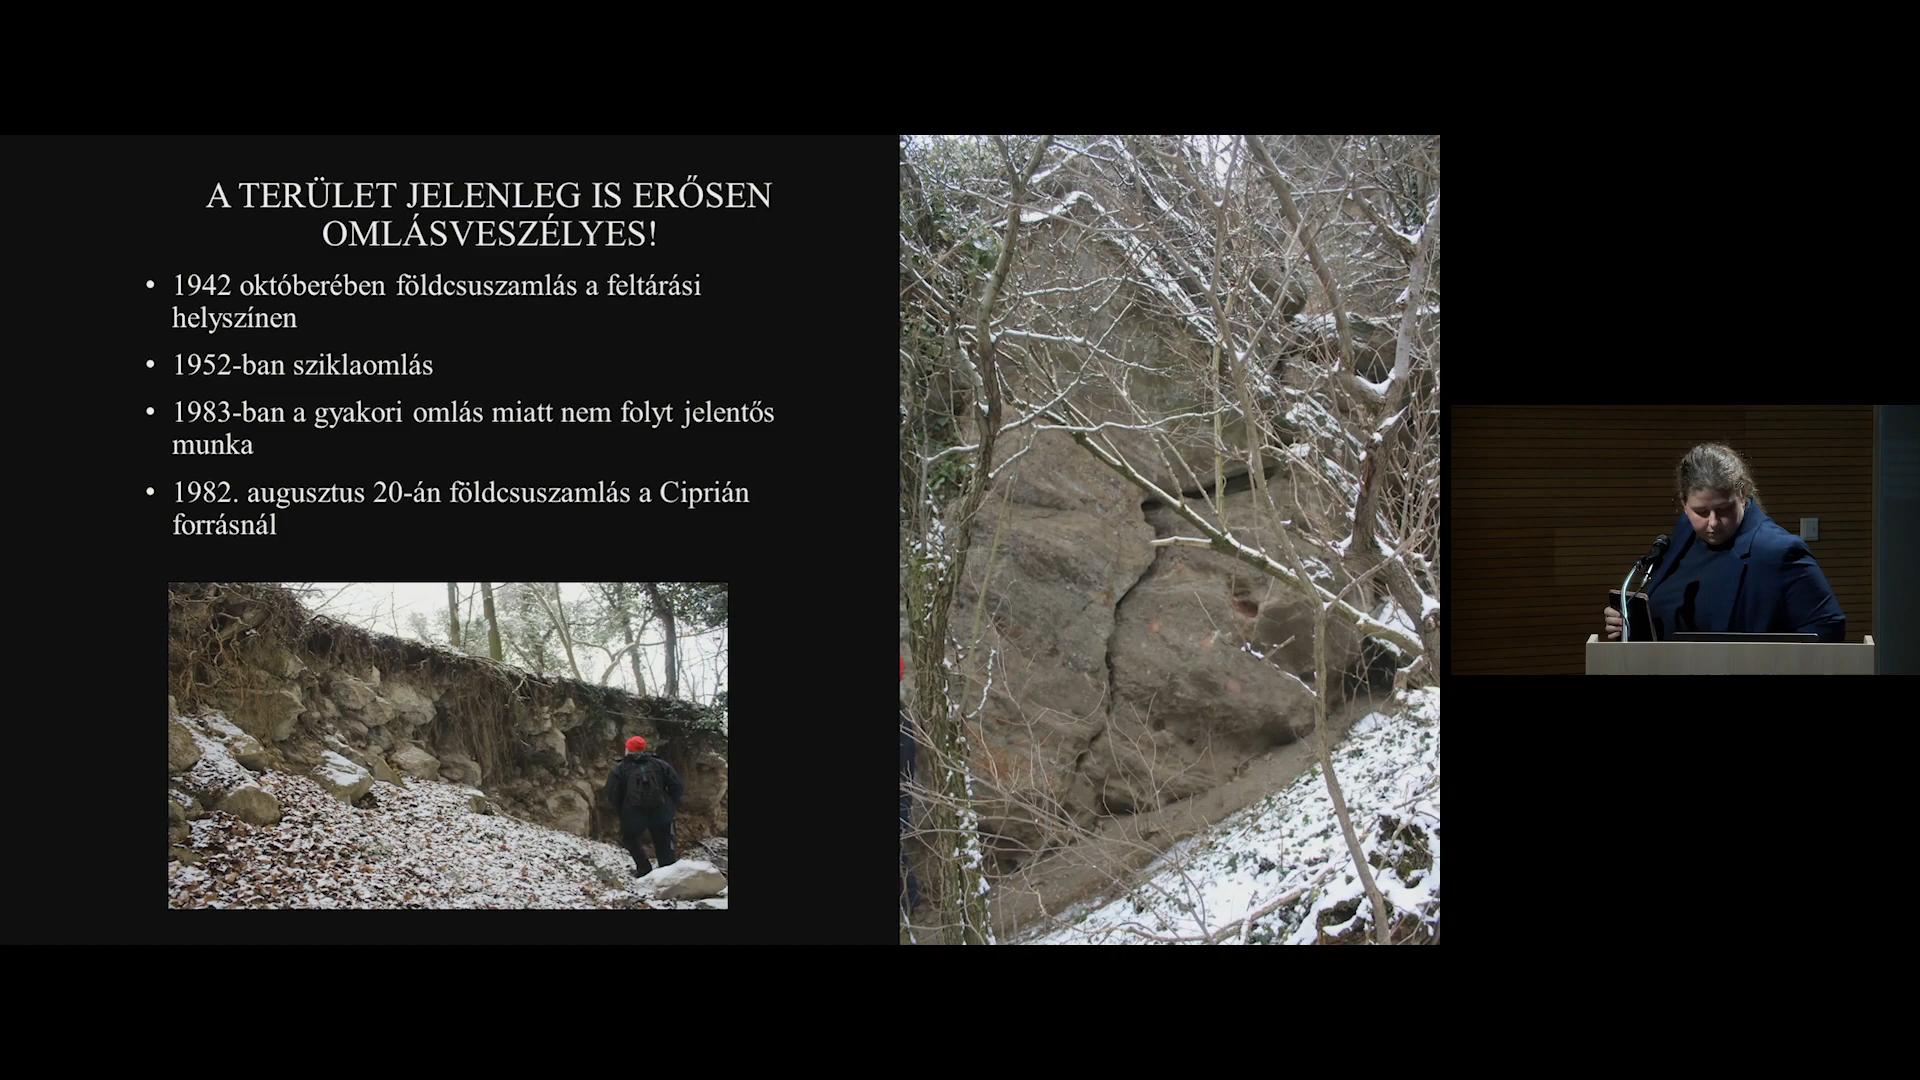 A TERÜLET JELENLEG IS ERŐSEN
OMLÁSVESZÉLYES!
• 1942 októberében földcsuszamlás a feltárási
helyszínen
• 1952-ban sziklaomlás
• 1983-ban a gyakori omlás miatt nem folyt jelentős
munka
• 1982. augusztus 20-án földcsuszamlás a Ciprián
forrásnál